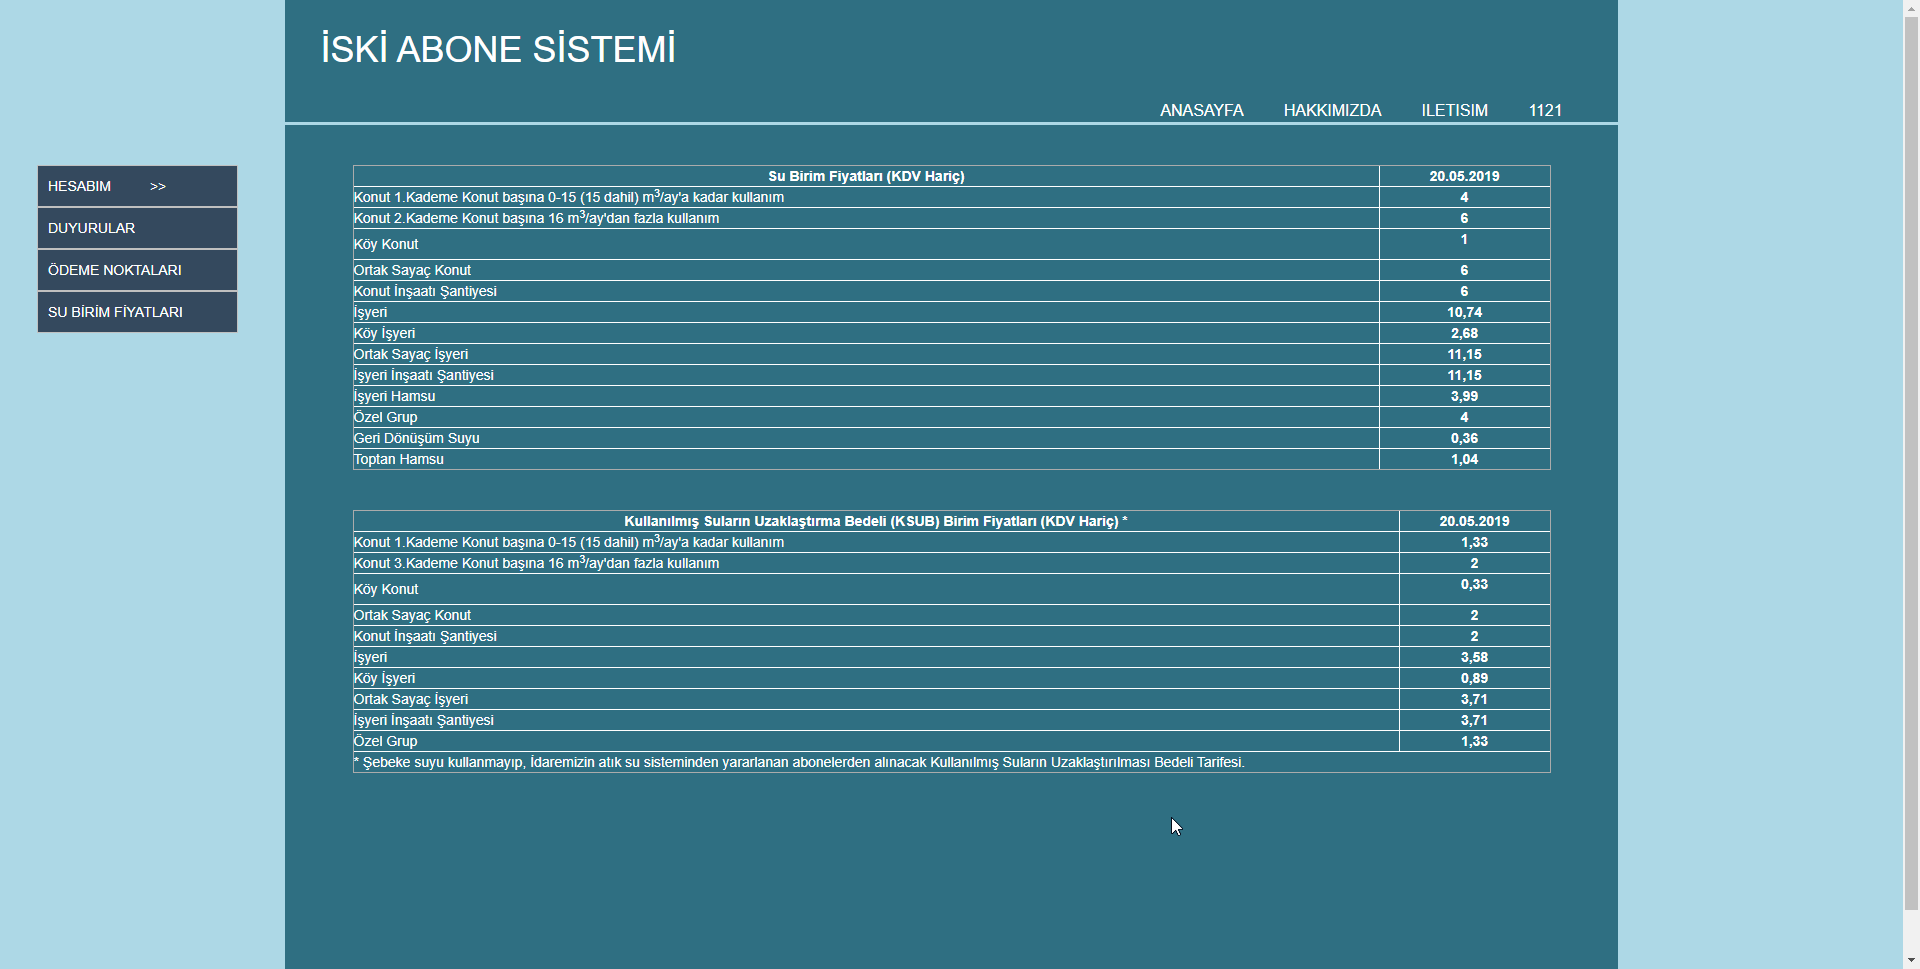 İSKİ ABONE SİSTEMİ
ANASAYFA HAKKIMIZDA ILETISIM 1121
HESABIM >>
DUYURULAR
ÖDEME NOKTALARI
SU BİRİM FİYATLARI
Su Birim Fiyatları (KDV Hariç) 20.05.2019
Konut 1.Kademe Konut başına 0-15 (15 dahil) m³/ay'a kadar kullanım 4
Konut 2.Kademe Konut başına 16 m³/ay'dan fazla kullanım 6
Köy Konut 1
Ortak Sayaç Konut 6
Konut İnşaatı Şantiyesi 6
İşyeri 10,74
Köy İşyeri 2,68
Ortak Sayaç İşyeri 11,15
İşyeri İnşaatı Şantiyesi 11,15
İşyeri Hamsu 3,99
Özel Grup 4
Geri Dönüşüm Suyu 0,36
Toptan Hamsu 1,04
Kullanılmış Suların Uzaklaştırma Bedeli (KSUB) Birim Fiyatları (KDV Hariç) * 20.05.2019
Konut 1.Kademe Konut başına 0-15 (15 dahil) m³/ay'a kadar kullanım 1,33
Konut 3.Kademe Konut başına 16 m³/ay'dan fazla kullanım 2
Köy Konut 0,33
Ortak Sayaç Konut 2
Konut İnşaatı Şantiyesi 2
İşyeri 3,58
Köy İşyeri 0,89
Ortak Sayaç İşyeri 3,71
İşyeri İnşaatı Şantiyesi 3,71
Özel Grup 1,33
* Şebeke suyu kullanmayıp, İdaremizin atık su sisteminden yararlanan abonelerden alınacak Kullanılmış Suların Uzaklaştırılması Bedeli Tarifesi.